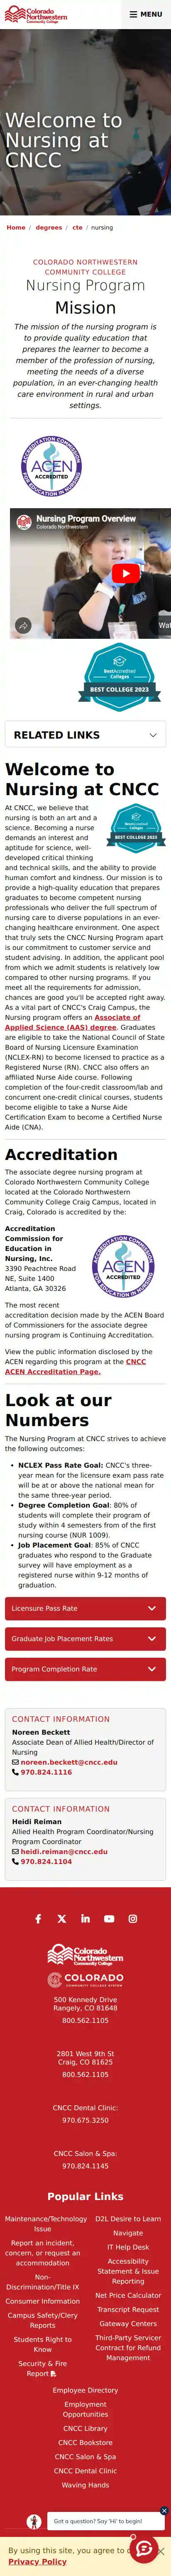 Colorado
Northwestern
Community College
MENU
Welcome to
Nursing at
CNCC
Home / degrees / cte / nursing
COLORADO NORTHWESTERN
COMMUNITY COLLEGE
Nursing Program
Mission
The mission of the nursing program is
to provide quality education that
prepares the learner to become a
member of the profession of nursing,
meeting the needs of a diverse
population, in an ever-changing health
care environment in rural and urban
settings.
ACCREDITATION COMMISSION
ACEN
ACCREDITED
FOR EDUCATION IN NURSING
Nursing Program Overview
Colorado Northwestern
BestAccredited
Colleges
BEST COLLEGE 2023
RELATED LINKS
Welcome to
Nursing at CNCC
At CNCC, we believe that
nursing is both an art and a
science. Becoming a nurse
demands an interest and
aptitude for science, well-
developed critical thinking
BestAccredited
Colleges
BEST COLLEGE 2023
and technical skills, and the ability to provide
human comfort and kindness. Our mission is to
provide a high-quality education that prepares
graduates to become competent nursing
professionals who deliver the full spectrum of
nursing care to diverse populations in an ever-
changing healthcare environment. One aspect
that truly sets the CNCC Nursing Program apart
is our commitment to customer service and
student advising. In addition, the applicant pool
from which we admit students is relatively low
compared to other nursing programs. If you
meet all the requirements for admission,
chances are good you'll be accepted right away.
As a vital part of CNCC's Craig Campus, the
Nursing program offers an Associate of
Applied Science (AAS) degree. Graduates
are eligible to take the National Council of State
Board of Nursing Licensure Examination
(NCLEX-RN) to become licensed to practice as a
Registered Nurse (RN). CNCC also offers an
affiliated Nurse Aide course. Following
completion of the four-credit classroom/lab and
concurrent one-credit clinical courses, students
become eligible to take a Nurse Aide
Certification Exam to become a Certified Nurse
Aide (CNA).
Accreditation
The associate degree nursing program at
Colorado Northwestern Community College
located at the Colorado Northwestern
Community College Craig Campus, located in
Craig, Colorado is accredited by the:
Accreditation
Commission for
Education in
Nursing, Inc.
3390 Peachtree Road
NE, Suite 1400
Atlanta, GA 30326
ACCREDITATION COMMISSION
ACEN
ACCREDITED
FOR EDUCATION IN NURSING
The most recent
accreditation decision made by the ACEN Board
of Commissioners for the associate degree
nursing program is Continuing Accreditation.
View the public information disclosed by the
ACEN regarding this program at the CNCC
ACEN Accreditation Page.
Look at our
Numbers
The Nursing Program at CNCC strives to achieve
the following outcomes:
• NCLEX Pass Rate Goal: CNCC's three-
year mean for the licensure exam pass rate
will be at or above the national mean for
the same three-year period.
• Degree Completion Goal: 80% of
students will complete their program of
study within 4 semesters from of the first
nursing course (NUR 1009).
• Job Placement Goal: 85% of CNCC
graduates who respond to the Graduate
survey will have employment as a
registered nurse within 9-12 months of
graduation.
Licensure Pass Rate
Graduate Job Placement Rates
Program Completion Rate
CONTACT INFORMATION
Noreen Beckett
Associate Dean of Allied Health/Director of
Nursing
noreen.beckett@cncc.edu
970.824.1116
CONTACT INFORMATION
Heidi Reiman
Allied Health Program Coordinator/Nursing
Program Coordinator
heidi.reiman@cncc.edu
970.824.1104
Colorado
Northwestern
Community College
COLORADO
COMMUNITY COLLEGE SYSTEM
500 Kennedy Drive
Rangely, CO 81648
800.562.1105
2801 West 9th St
Craig, CO 81625
800.562.1105
CNCC Dental Clinic:
970.675.3250
CNCC Salon & Spa:
970.824.1145
Popular Links
Maintenance/Technology
Issue
Report an incident,
concern, or request an
accommodation
Non-
Discrimination/Title IX
Consumer Information
Campus Safety/Clery
Reports
Students Right to
Know
Security & Fire
Report
D2L Desire to Learn
Navigate
IT Help Desk
Accessibility
Statement & Issue
Reporting
Net Price Calculator
Transcript Request
Gateway Centers
Third-Party Servicer
Contract for Refund
Management
Employee Directory
Employment
Opportunities
CNCC Library
CNCC Bookstore
CNCC Salon & Spa
CNCC Dental Clinic
Waving Hands
Got a question? Say 'Hi' to begin!
By using this site, you agree to our
Privacy Policy